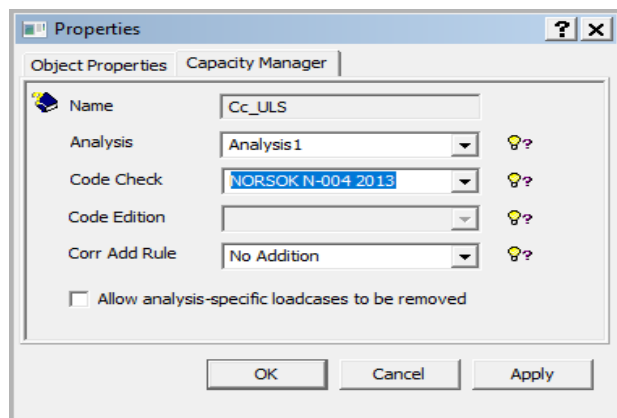 Properties ? X
Object Properties Capacity Manager
Name Cc_ULS
Analysis Analysis1 ?
Code Check NORSOK N-004 2013 ?
Code Edition ?
Corr Add Rule No Addition ?
Allow analysis-specific loadcases to be removed
OK Cancel Apply